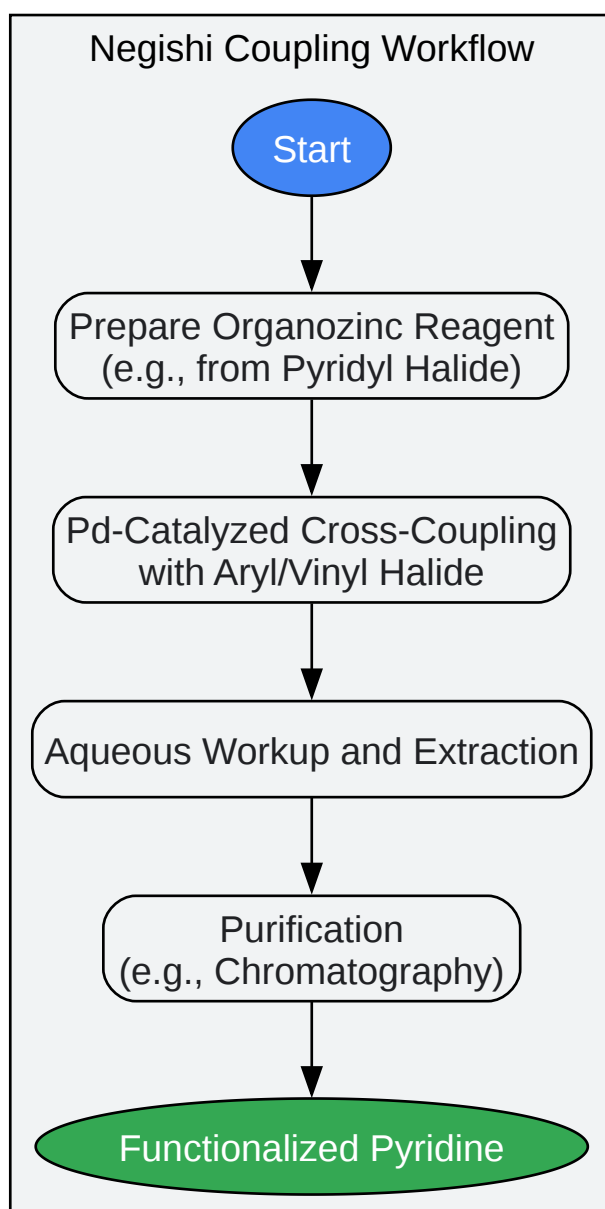 Negishi Coupling Workflow
Start
Prepare Organozinc Reagent
(e.g., from Pyridyl Halide)
Pd-Catalyzed Cross-Coupling
with Aryl/Vinyl Halide
Aqueous Workup and Extraction
Purification
(e.g., Chromatography)
Functionalized Pyridine